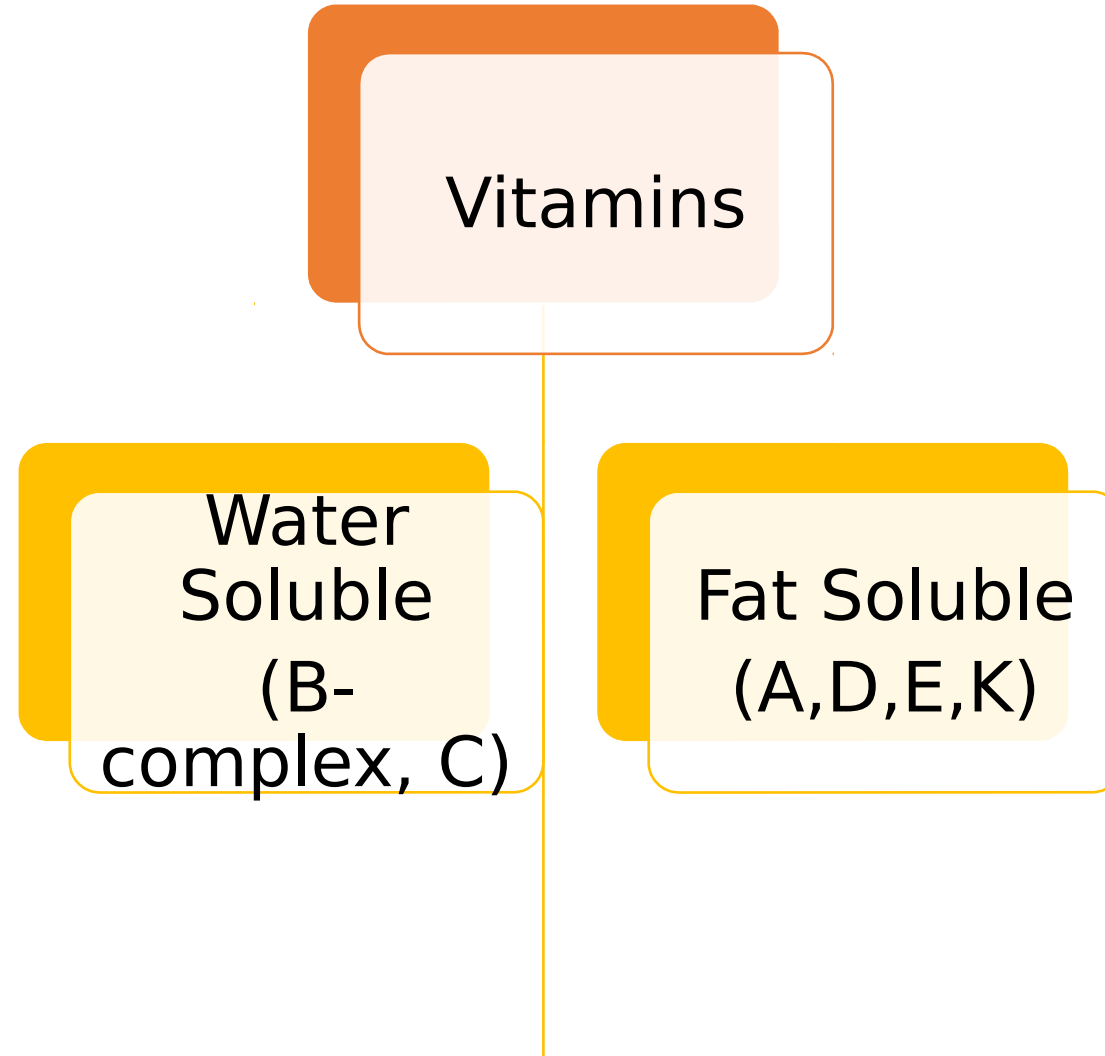 Vitamins
Water
Soluble
(B-
complex, C)
Fat Soluble
(A,D,E,K)